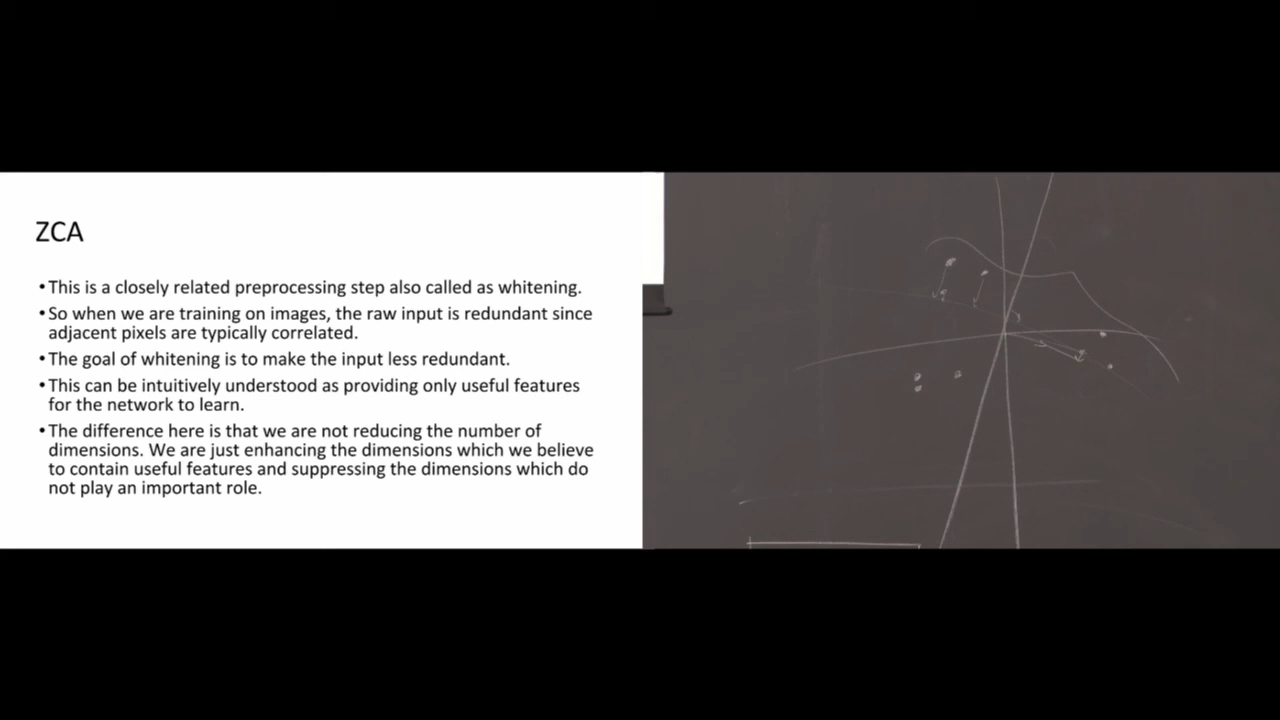 ZCA
•This is a closely related preprocessing step also called as whitening.
•So when we are training on images, the raw input is redundant since
adjacent pixels are typically correlated.
•The goal of whitening is to make the input less redundant.
•This can be intuitively understood as providing only useful features
for the network to learn.
•The difference here is that we are not reducing the number of
dimensions. We are just enhancing the dimensions which we believe
to contain useful features and suppressing the dimensions which do
not play an important role.